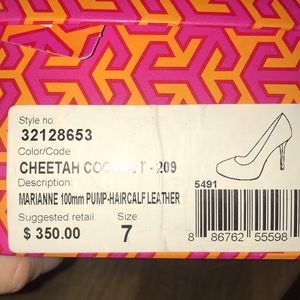 Style no:
32128653
Color/Code
CHEETAH - 209
Description:
MARIANNE 100mm PUMP-HAIRCALF LEATHER
5491
Suggested retail Size
$ 350.00 7
8 86762 55598